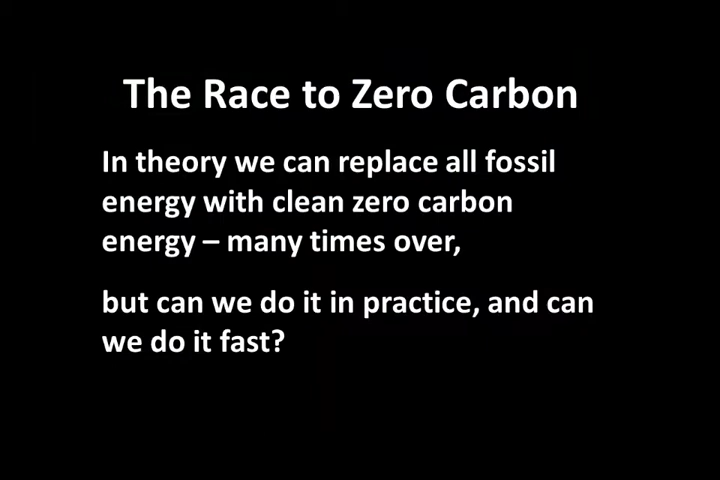 The Race to Zero Carbon
In theory we can replace all fossil
energy with clean zero carbon
energy – many times over,
but can we do it in practice, and can
we do it fast?